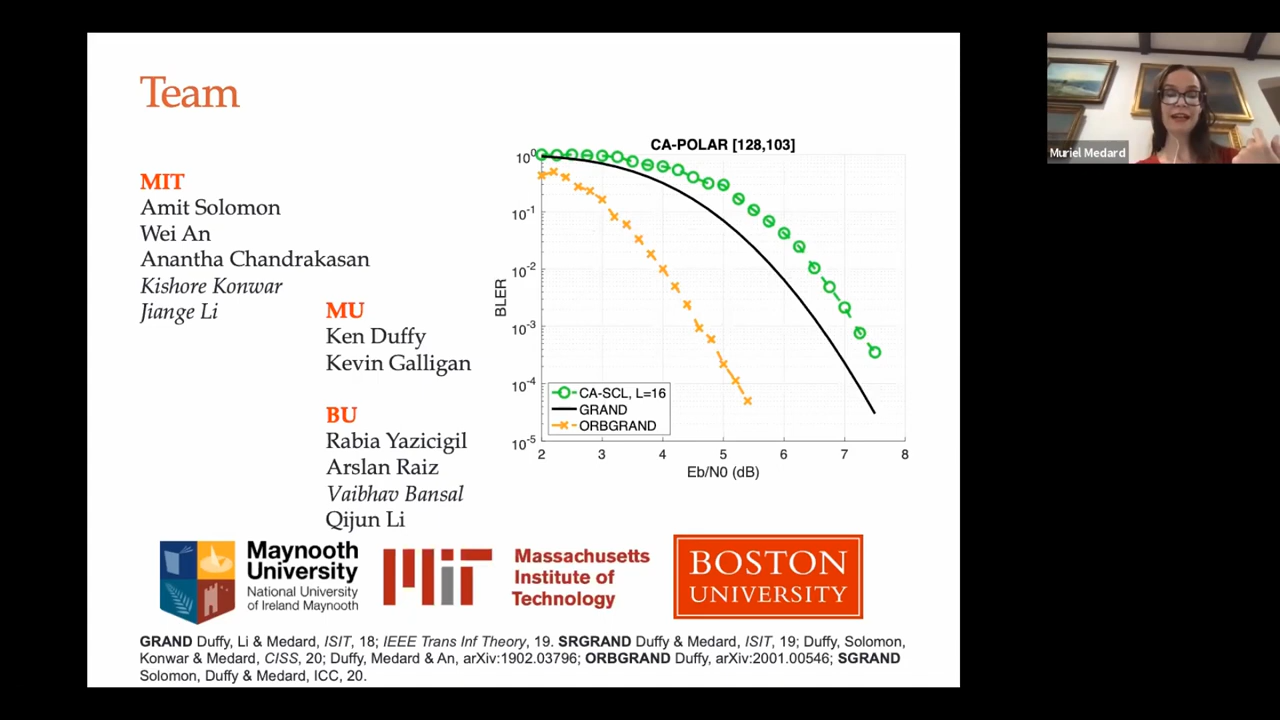 Team
MIT
Amit Solomon
Wei An
Anantha Chandrakasan
Kishore Konwar
Jiange Li
MU
Ken Duffy
Kevin Galligan
BU
Rabia Yazicigil
Arslan Raiz
Vaibhav Bansal
Qijun Li
CA-POLAR [128,103]
10^0
10^-1
10^-2
10^-3
10^-4
10^-5
BLER
CA-SCL, L=16
GRAND
ORBGRAND
2 3 4 5 6 7 8
Eb/N0 (dB)
Maynooth
University
National University
of Ireland Maynooth
MIT
Massachusetts
Institute of
Technology
BOSTON
UNIVERSITY
GRAND Duffy, Li & Medard, ISIT, 18; IEEE Trans Inf Theory, 19. SRGRAND Duffy & Medard, ISIT, 19; Duffy, Solomon,
Konwar & Medard, CISS, 20; Duffy, Medard & An, arXiv:1902.03796; ORBGRAND Duffy, arXiv:2001.00546; SGRAND
Solomon, Duffy & Medard, ICC, 20.
Muriel Medard